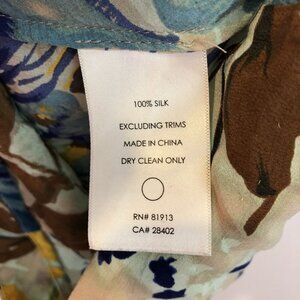 100% SILK
EXCLUDING TRIMS
MADE IN CHINA
DRY CLEAN ONLY
RN# 81913
CA# 28402